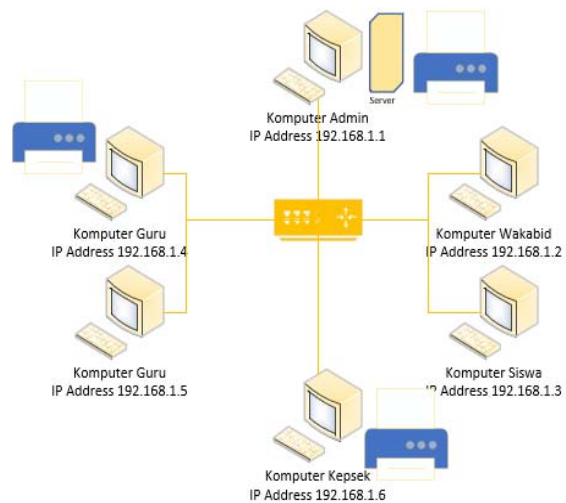 Server
Komputer Admin
IP Address 192.168.1.1
Komputer Guru
IP Address 192.168.1.4
Komputer Wakabid
IP Address 192.168.1.2
Komputer Guru
IP Address 192.168.1.5
Komputer Siswa
IP Address 192.168.1.3
Komputer Kepsek
IP Address 192.168.1.6